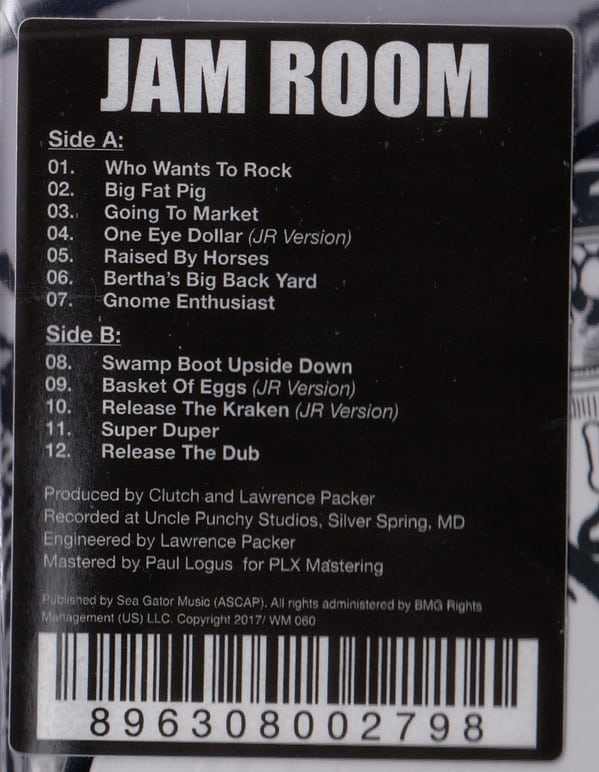 JAM ROOM
Side A:
01. Who Wants To Rock
02. Big Fat Pig
03. Going To Market
04. One Eye Dollar (JR Version)
05. Raised By Horses
06. Bertha's Big Back Yard
07. Gnome Enthusiast
Side B:
08. Swamp Boot Upside Down
09. Basket Of Eggs (JR Version)
10. Release The Kraken (JR Version)
11. Super Duper
12. Release The Dub
Produced by Clutch and Lawrence Packer
Recorded at Uncle Punchy Studios, Silver Spring, MD
Engineered by Lawrence Packer
Mastered by Paul Logus for PLX Mastering
Published by Sea Gator Music (ASCAP). All rights administered by BMG Rights
Management (US) LLC. Copyright 2017/ WM 060
896308002798